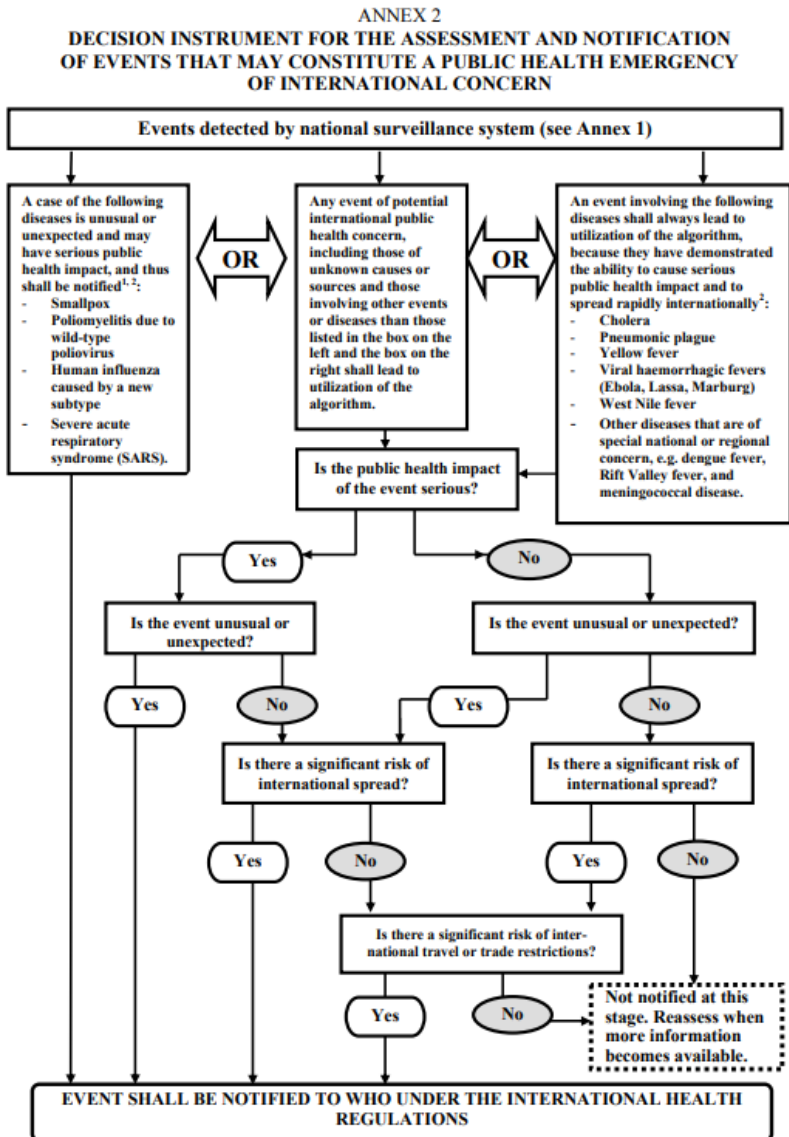 ANNEX 2
DECISION INSTRUMENT FOR THE ASSESSMENT AND NOTIFICATION
OF EVENTS THAT MAY CONSTITUTE A PUBLIC HEALTH EMERGENCY
OF INTERNATIONAL CONCERN
Events detected by national surveillance system (see Annex 1)
A case of the following
diseases is unusual or
unexpected and may
have serious public
health impact, and thus
shall be notified¹, ²:
- Smallpox
- Poliomyelitis due to
wild-type
poliovirus
- Human influenza
caused by a new
subtype
- Severe acute
respiratory
syndrome (SARS).
OR
Any event of potential
international public
health concern,
including those of
unknown causes or
sources and those
involving other events
or diseases than those
listed in the box on the
left and the box on the
right shall lead to
utilization of the
algorithm.
OR
An event involving the following
diseases shall always lead to
utilization of the algorithm,
because they have demonstrated
the ability to cause serious
public health impact and to
spread rapidly internationally²:
- Cholera
- Pneumonic plague
- Yellow fever
- Viral haemorrhagic fevers
(Ebola, Lassa, Marburg)
- West Nile fever
- Other diseases that are of
special national or regional
concern, e.g. dengue fever,
Rift Valley fever, and
meningococcal disease.
Is the public health impact
of the event serious?
Yes
No
Is the event unusual or
unexpected?
Is the event unusual or unexpected?
Yes
No
Yes
No
Is there a significant risk of
international spread?
Is there a significant risk of
international spread?
Yes
No
Yes
No
Is there a significant risk of inter-
national travel or trade restrictions?
Yes
No
Not notified at this
stage. Reassess when
more information
becomes available.
EVENT SHALL BE NOTIFIED TO WHO UNDER THE INTERNATIONAL HEALTH
REGULATIONS